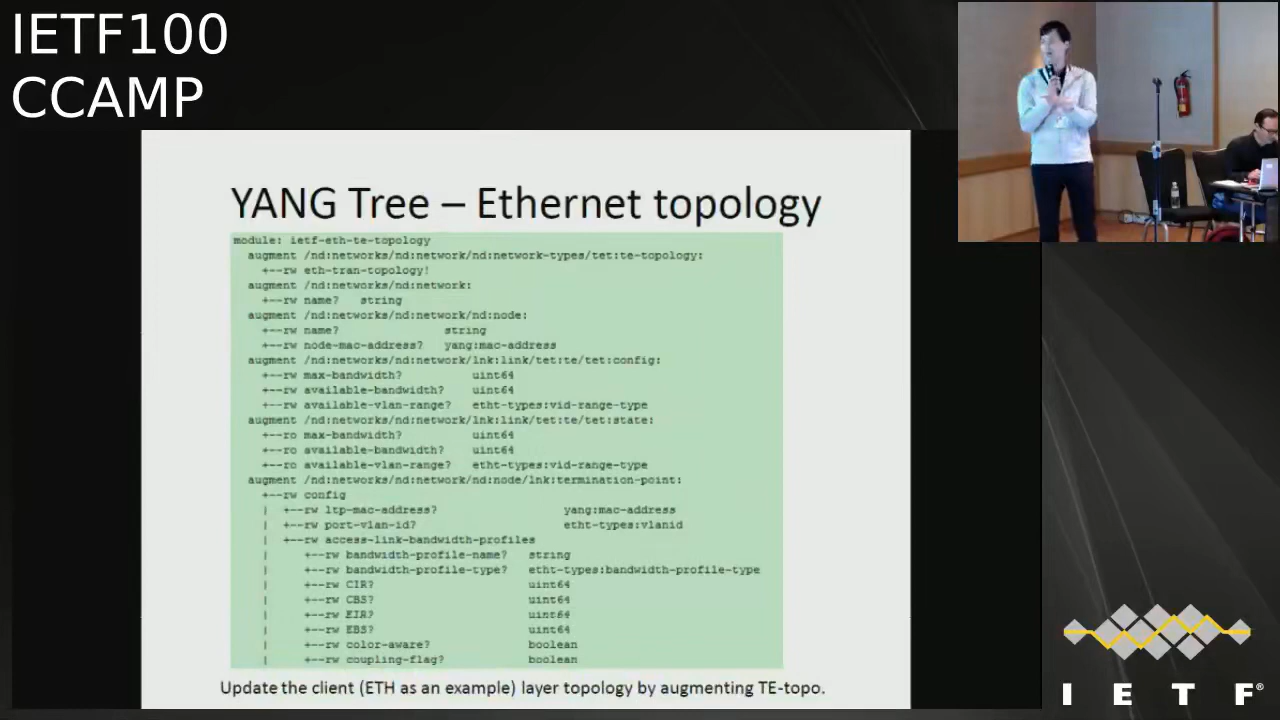 IETF100
CCAMP
YANG Tree – Ethernet topology
module: ietf-eth-te-topology
augment /nd:networks/nd:network/nd:network-types/tet:te-topology:
+--rw eth-tran-topology!
augment /nd:networks/nd:network:
+--rw name?   string
augment /nd:networks/nd:network/nd:node:
+--rw name?   string
+--rw node-mac-address?   yang:mac-address
augment /nd:networks/nd:network/lnk:link/tet:te/tet:config:
+--rw max-bandwidth?   uint64
+--rw available-bandwidth?   uint64
+--rw available-vlan-range?   etht-types:vid-range-type
augment /nd:networks/nd:network/lnk:link/tet:te/tet:state:
+--ro max-bandwidth?   uint64
+--ro available-bandwidth?   uint64
+--ro available-vlan-range?   etht-types:vid-range-type
augment /nd:networks/nd:network/nd:node/lnk:termination-point:
+--rw config
|  +--rw ltp-mac-address?   yang:mac-address
|  +--rw port-vlan-id?   etht-types:vlanid
|  +--rw access-link-bandwidth-profiles
|     +--rw bandwidth-profile-name?   string
|     +--rw bandwidth-profile-type?   etht-types:bandwidth-profile-type
|     +--rw CIR?   uint64
|     +--rw CBS?   uint64
|     +--rw EIR?   uint64
|     +--rw EBS?   uint64
|     +--rw color-aware?   boolean
|     +--rw coupling-flag?   boolean
Update the client (ETH as an example) layer topology by augmenting TE-topo.
I E T F®